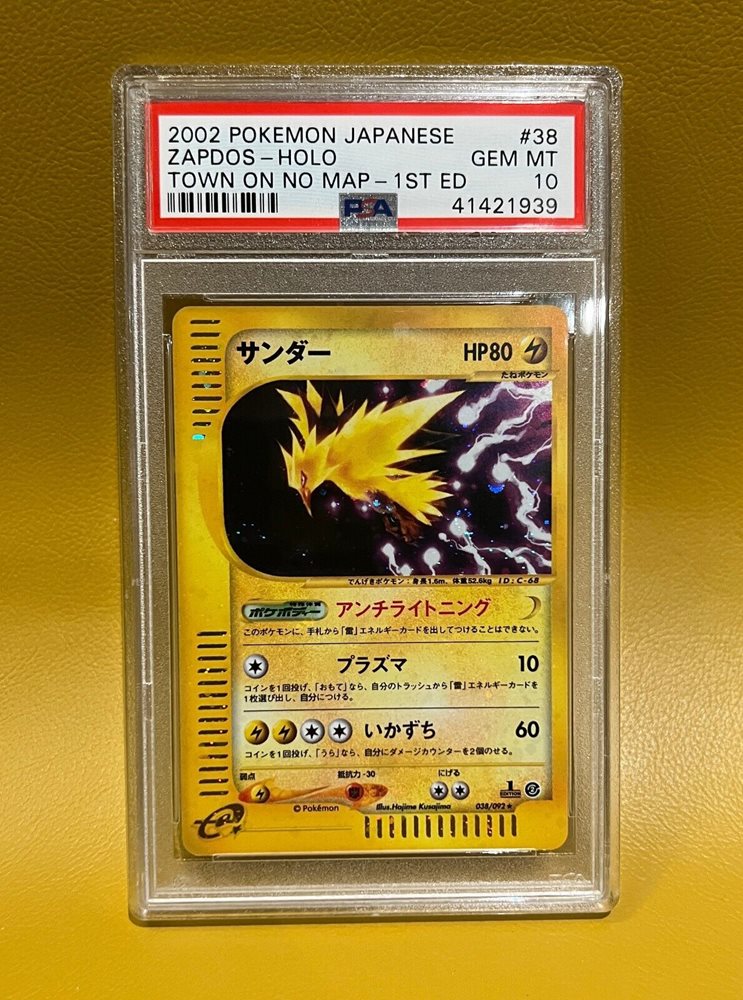 2002 POKEMON JAPANESE #38
ZAPDOS-HOLO GEM MT
TOWN ON NO MAP-1ST ED 10
PSA 41421939
サンダー HP80
たねポケモン
でんげきポケモン：身長1.6m、体重52.6kg ID:C-68
ポケボディー アンチライトニング
このポケモンに、手札から「雷」エネルギーカードを出してつけることはできない。
プラズマ 10
コインを1回投げ、「おもて」なら、自分のトラッシュから「雷」エネルギーカードを
1枚選び出し、自分につける。
いかずち 60
コインを1回投げ、「うら」なら、自分にダメージカウンターを2個のせる。
弱点 抵抗力 -30 にげる
© Pokémon Illus.Hajime Kusajima 038/092 ★
1 EDITION
e